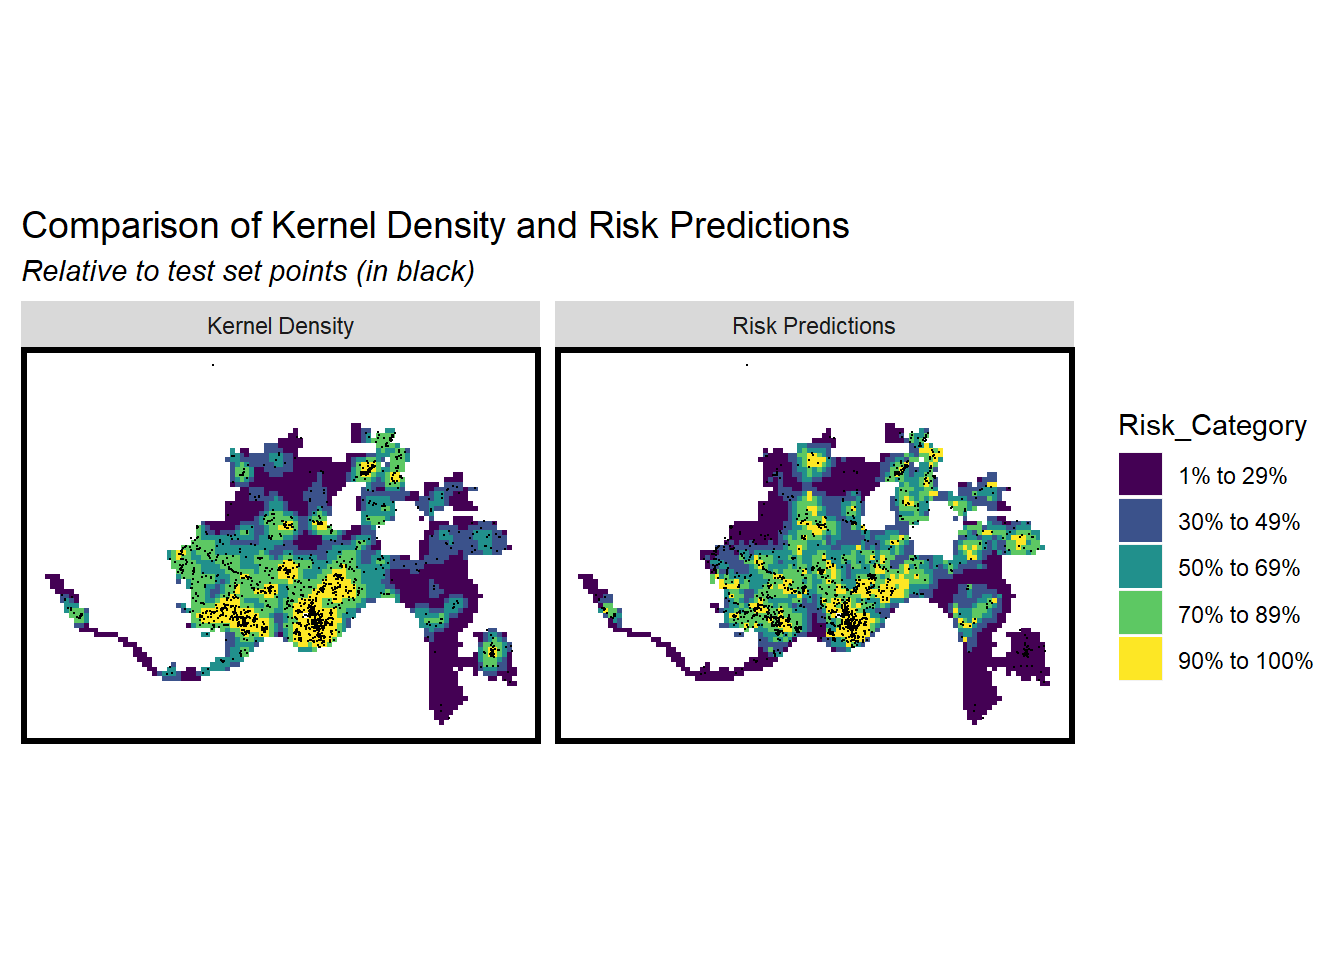 Comparison of Kernel Density and Risk Predictions
Relative to test set points (in black)
Kernel Density
Risk Predictions
Risk_Category
1% to 29%
30% to 49%
50% to 69%
70% to 89%
90% to 100%